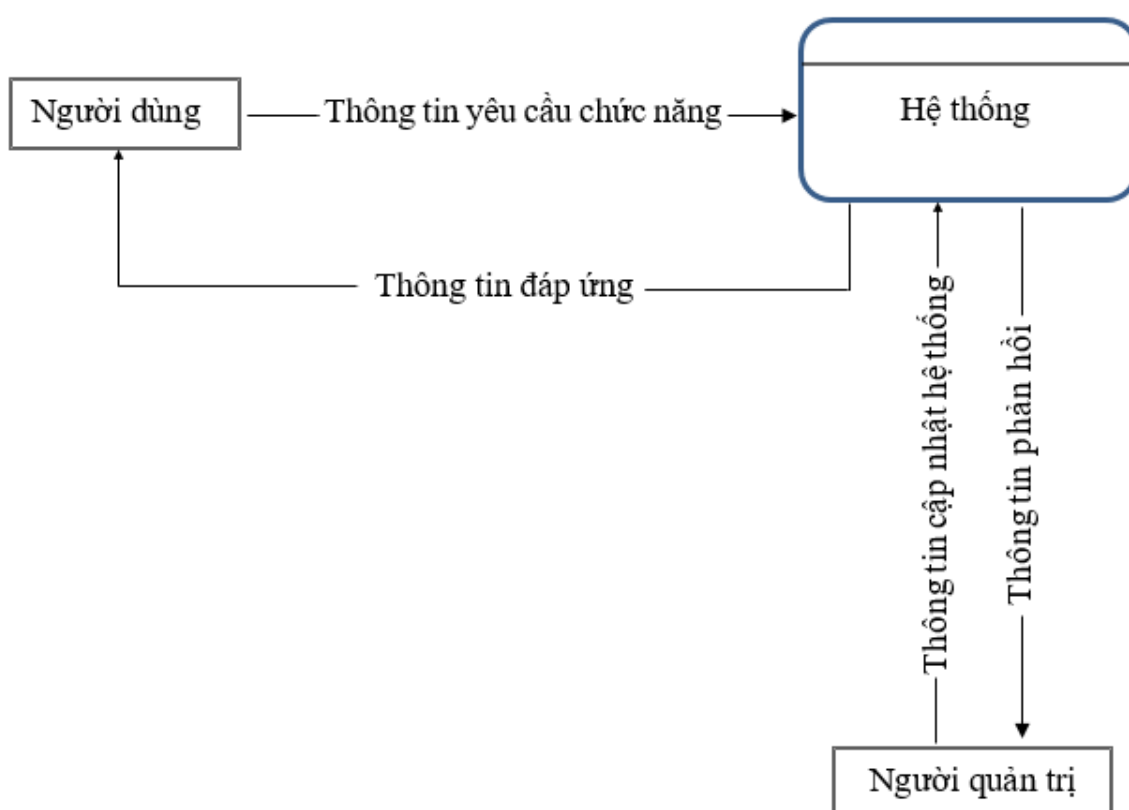 Người dùng
Thông tin yêu cầu chức năng
Hệ thống
Thông tin đáp ứng
Thông tin cập nhật hệ thống
Thông tin phản hồi
Người quản trị